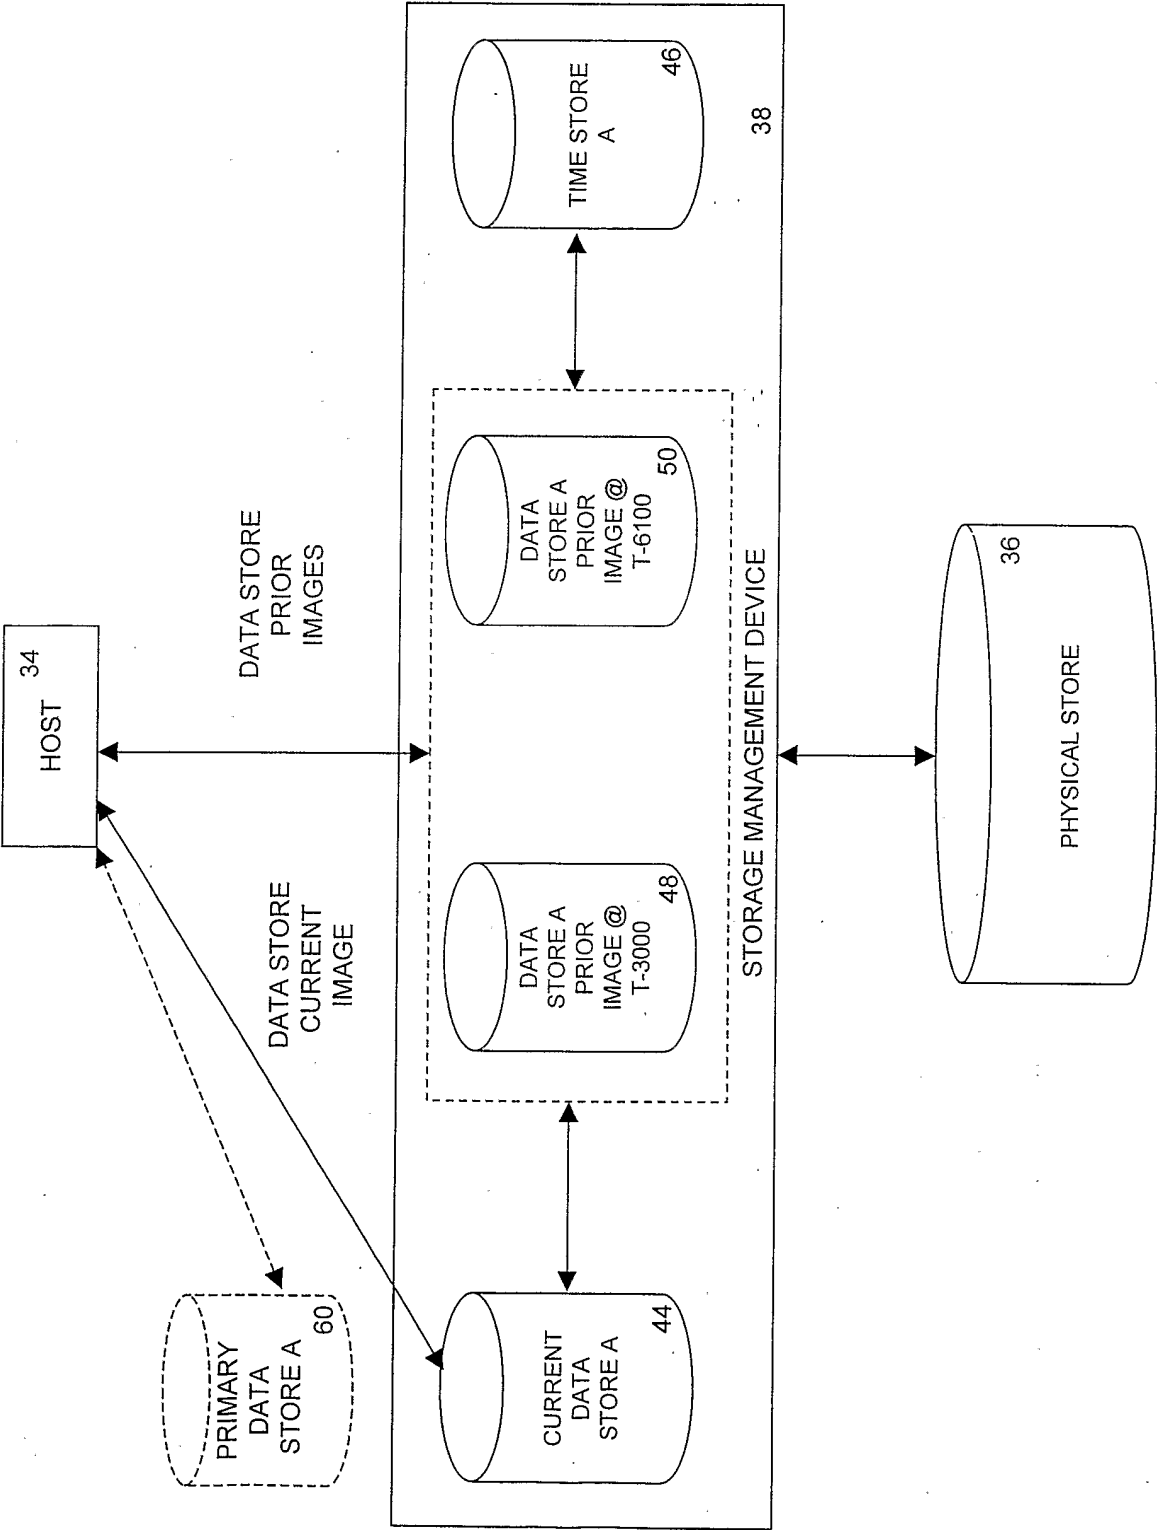 34
HOST
DATA STORE
PRIOR
IMAGES
DATA STORE
CURRENT
IMAGE
PRIMARY
DATA
STORE A
60
CURRENT
DATA
STORE A
44
DATA
STORE A
PRIOR
IMAGE @
T-3000
48
DATA
STORE A
PRIOR
IMAGE @
T-6100
50
TIME STORE
A
46
STORAGE MANAGEMENT DEVICE
38
36
PHYSICAL STORE